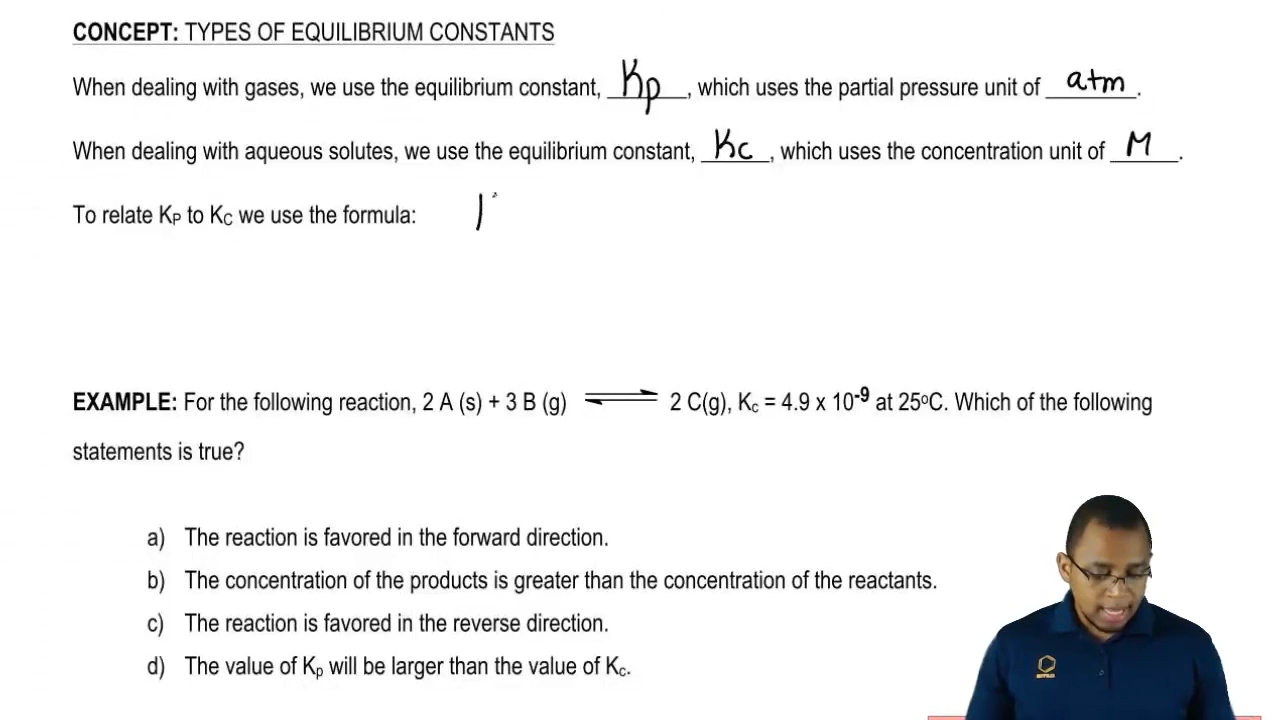 CONCEPT: TYPES OF EQUILIBRIUM CONSTANTS
When dealing with gases, we use the equilibrium constant, Kp, which uses the partial pressure unit of atm.
When dealing with aqueous solutes, we use the equilibrium constant, Kc, which uses the concentration unit of M.
To relate KP to KC we use the formula:
EXAMPLE: For the following reaction, 2 A (s) + 3 B (g) ⇌ 2 C(g), Kc = 4.9 x 10⁻⁹ at 25ºC. Which of the following
statements is true?
a) The reaction is favored in the forward direction.
b) The concentration of the products is greater than the concentration of the reactants.
c) The reaction is favored in the reverse direction.
d) The value of Kp will be larger than the value of Kc.